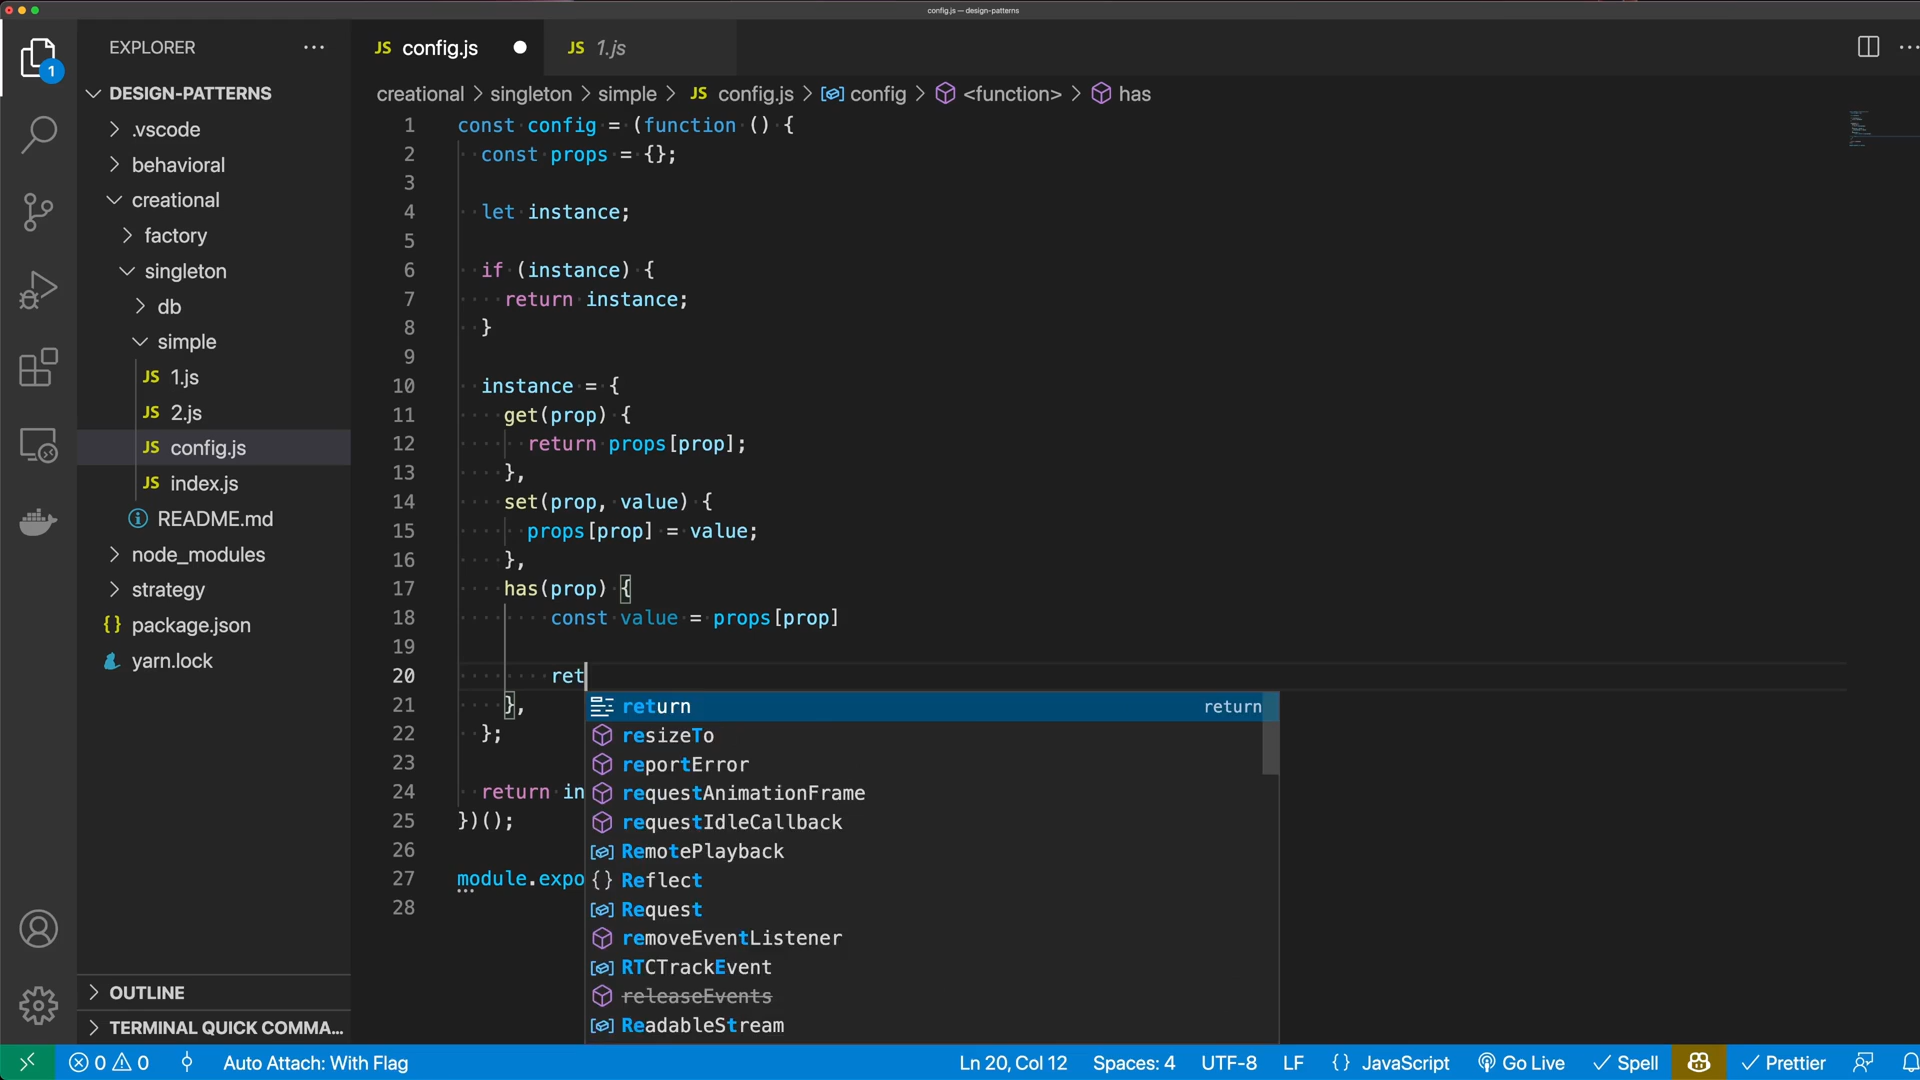 config.js — design-patterns
EXPLORER
JS config.js
JS 1.js
1
DESIGN-PATTERNS
.vscode
behavioral
creational
factory
singleton
db
simple
JS 1.js
JS 2.js
JS config.js
JS index.js
README.md
node_modules
strategy
{} package.json
yarn.lock
OUTLINE
TERMINAL QUICK COMMA...
creational > singleton > simple > JS config.js > config > <function> > has
1 const config = (function () {
2 const props = {};
3
4 let instance;
5
6 if (instance) {
7 return instance;
8 }
9
10 instance = {
11 get(prop) {
12 return props[prop];
13 },
14 set(prop, value) {
15 props[prop] = value;
16 },
17 has(prop) {
18 const value = props[prop]
19
20 ret
21 },
22 };
23
24 return in
25 })();
26
27 module.expo
28
return return
resizeTo
reportError
requestAnimationFrame
requestIdleCallback
RemotePlayback
{} Reflect
Request
removeEventListener
RTCTrackEvent
releaseEvents
ReadableStream
0 0 Auto Attach: With Flag Ln 20, Col 12 Spaces: 4 UTF-8 LF {} JavaScript Go Live Spell Prettier